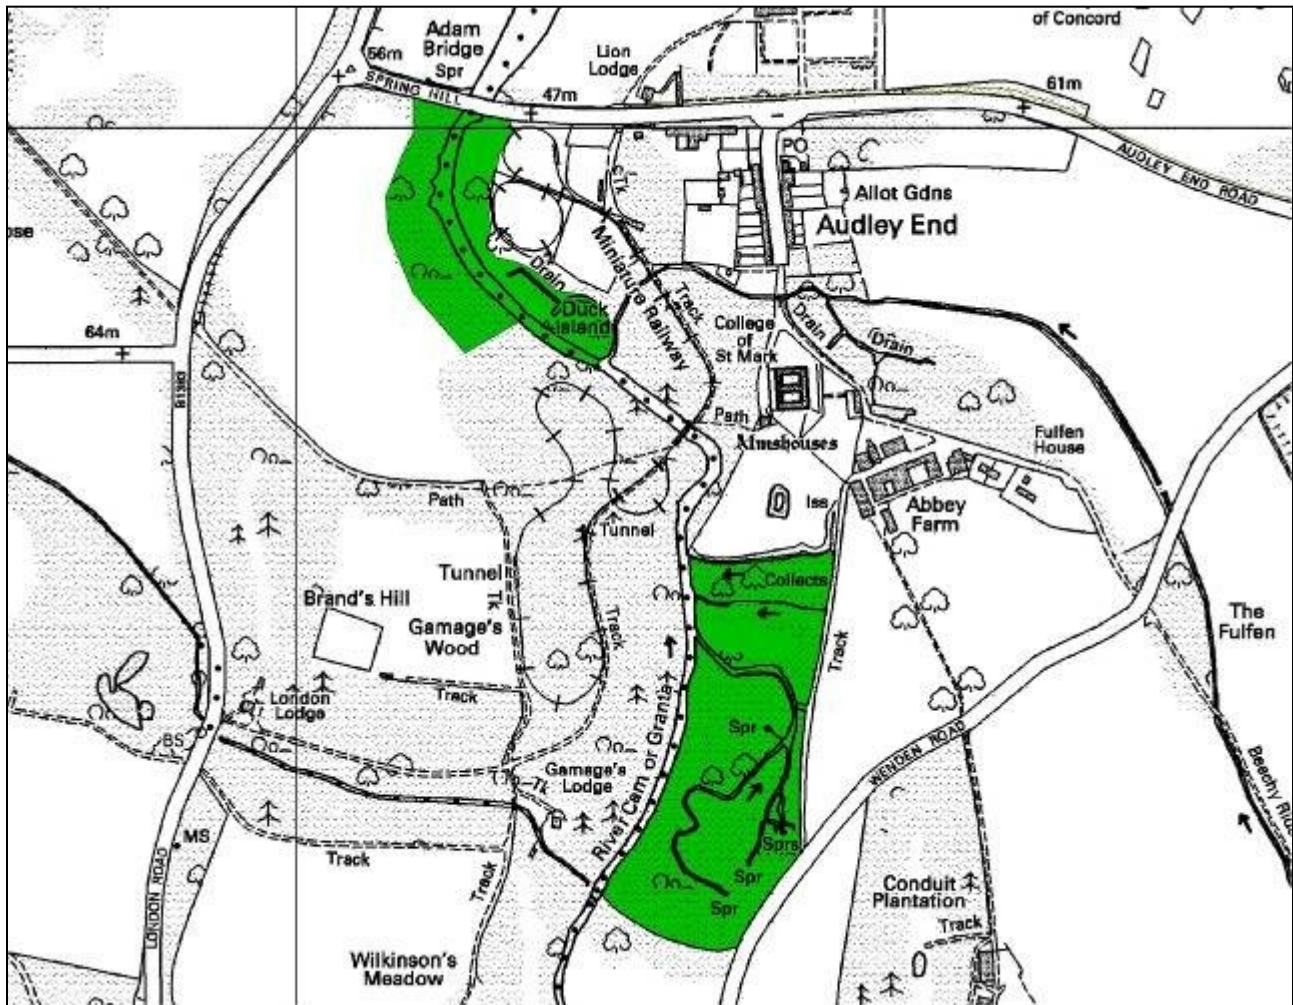 Adam
Bridge
Spr
56m
SPRING HILL
47m
Lion
Lodge
of Concord
61m
AUDLEY END ROAD
PO
Allot Gdns
Audley End
Tk
Miniature Railway
Track
Drain
Duck
Island
64m
B1383
College
of
St Mark
Drain
Drain
Path
Almshouses
Fulfen
House
Abbey
Farm
Iss
Path
Tunnel
Collects
Tunnel
Tk
Brand's Hill
Gamage's
Wood
Track
Track
Track
The
Fulfen
London
Lodge
BS
Spr
WENDEN ROAD
Gamage's
Lodge
Tk
River Cam or Granta
Beechy Ride
MS
Track
Track
Sprs
Spr
Spr
LONDON ROAD
Conduit
Plantation
Track
Wilkinson's
Meadow